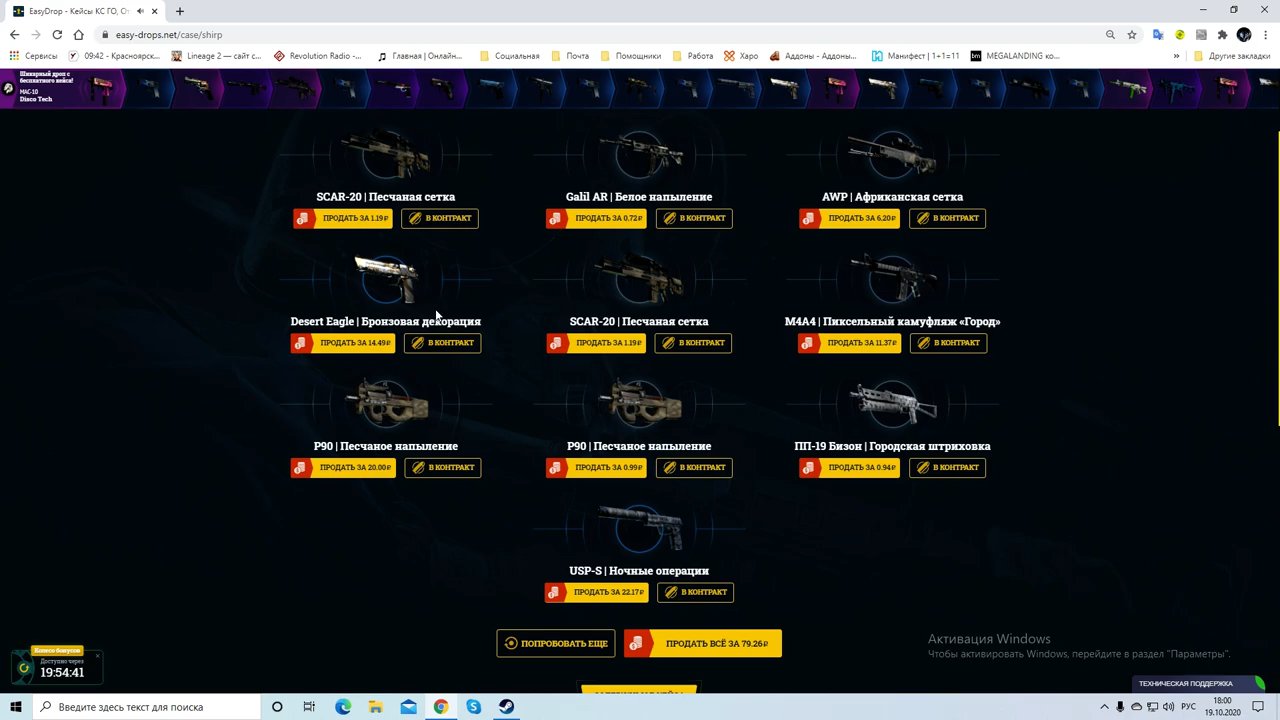 EasyDrop - Кейсы КС ГО, От
easy-drops.net/case/shirp
Сервисы
09:42 - Красноярск...
Lineage 2 — сайт с...
Revolution Radio -...
Главная | Онлайн...
Социальная
Почта
Помощники
Работа
Харо
Аддоны - Аддоны...
Манифест | 1+1=11
MEGALANDING ко...
»
Другие закладки
Шикарный дроп с
бесплатного кейса!
MAC-10
Disco Tech
SCAR-20 | Песчаная сетка
Galil AR | Белое напыление
AWP | Африканская сетка
ПРОДАТЬ ЗА 1.19₽
В КОНТРАКТ
ПРОДАТЬ ЗА 0.72₽
В КОНТРАКТ
ПРОДАТЬ ЗА 6.20₽
В КОНТРАКТ
Desert Eagle | Бронзовая декорация
SCAR-20 | Песчаная сетка
M4A4 | Пиксельный камуфляж «Город»
ПРОДАТЬ ЗА 14.49₽
В КОНТРАКТ
ПРОДАТЬ ЗА 1.19₽
В КОНТРАКТ
ПРОДАТЬ ЗА 11.37₽
В КОНТРАКТ
P90 | Песчаное напыление
P90 | Песчаное напыление
ПП-19 Бизон | Городская штриховка
ПРОДАТЬ ЗА 20.00₽
В КОНТРАКТ
ПРОДАТЬ ЗА 0.99₽
В КОНТРАКТ
ПРОДАТЬ ЗА 0.94₽
В КОНТРАКТ
USP-S | Ночные операции
ПРОДАТЬ ЗА 22.17₽
В КОНТРАКТ
ПОПРОБОВАТЬ ЕЩЕ
ПРОДАТЬ ВСЁ ЗА 79.26₽
Активация Windows
Чтобы активировать Windows, перейдите в раздел "Параметры".
Колесо бонусов
Доступно через
19:54:41
ТЕХНИЧЕСКАЯ ПОДДЕРЖКА
Введите здесь текст для поиска
РУС
18:00
19.10.2020